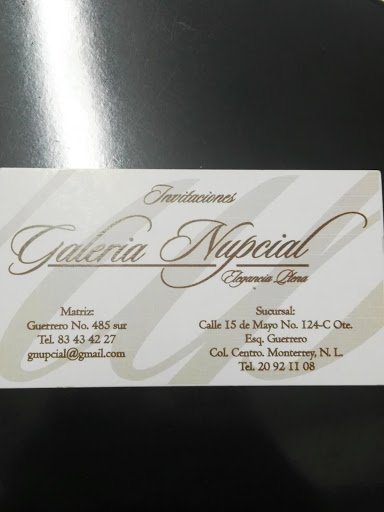 Invitaciones
Galeria Nupcial
Elegancia Plena
Matriz:
Guerrero No. 485 sur
Tel. 83 43 42 27
gnupcial@gmail.com
Sucursal:
Calle 15 de Mayo No. 124-C Ote.
Esq. Guerrero
Col. Centro. Monterrey, N. L.
Tel. 20 92 11 08